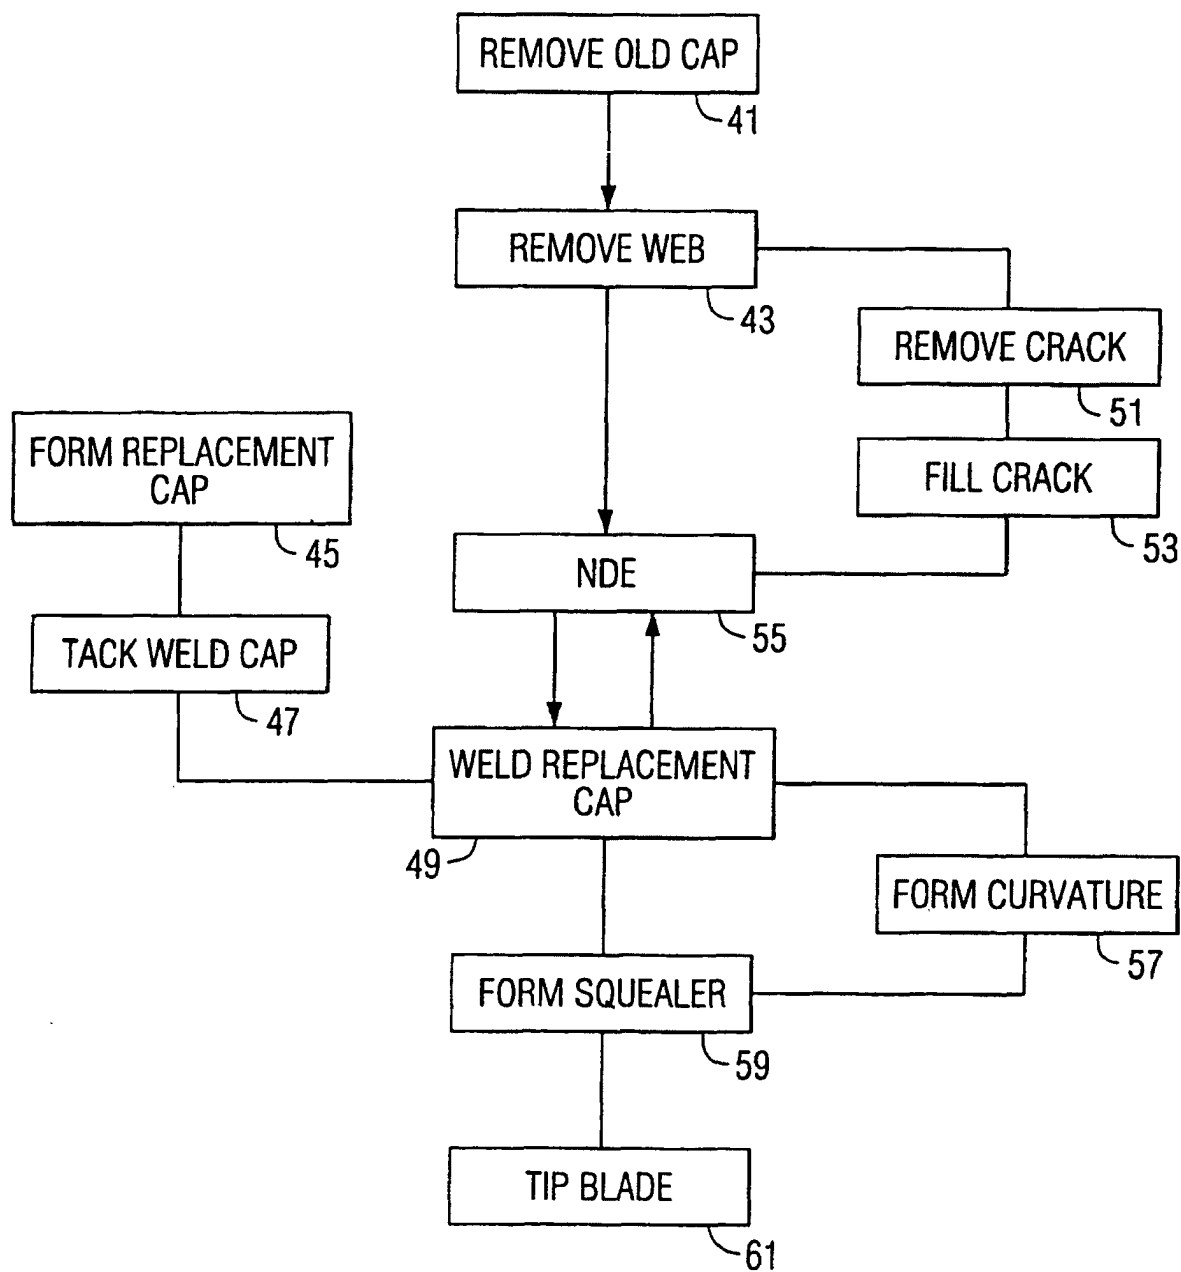 REMOVE OLD CAP
41
REMOVE WEB
43
REMOVE CRACK
51
FORM REPLACEMENT
CAP
45
FILL CRACK
53
NDE
55
TACK WELD CAP
47
WELD REPLACEMENT
CAP
49
FORM CURVATURE
57
FORM SQUEALER
59
TIP BLADE
61